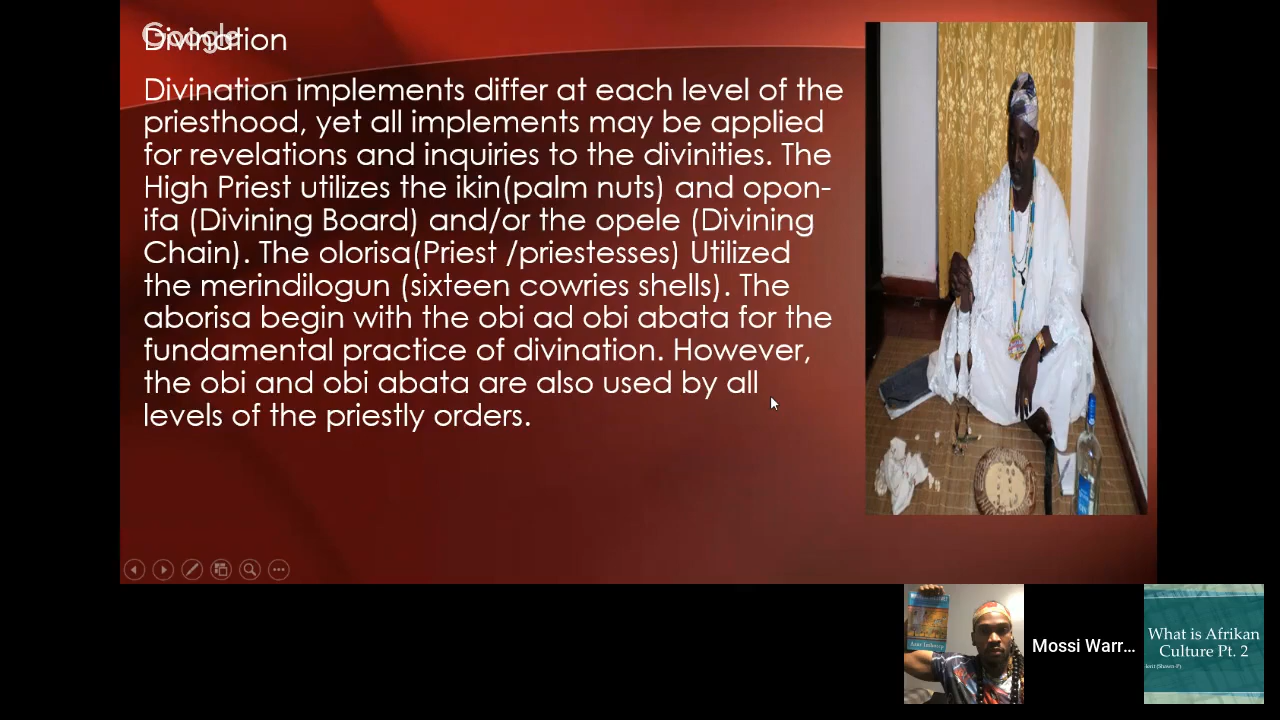 Google
Divination
Divination implements differ at each level of the
priesthood, yet all implements may be applied
for revelations and inquiries to the divinities. The
High Priest utilizes the ikin(palm nuts) and opon-
ifa (Divining Board) and/or the opele (Divining
Chain). The olorisa(Priest /priestesses) Utilized
the merindilogun (sixteen cowries shells). The
aborisa begin with the obi ad obi abata for the
fundamental practice of divination. However,
the obi and obi abata are also used by all
levels of the priestly orders.
Mossi Warr...
What is Afrikan
Culture Pt. 2